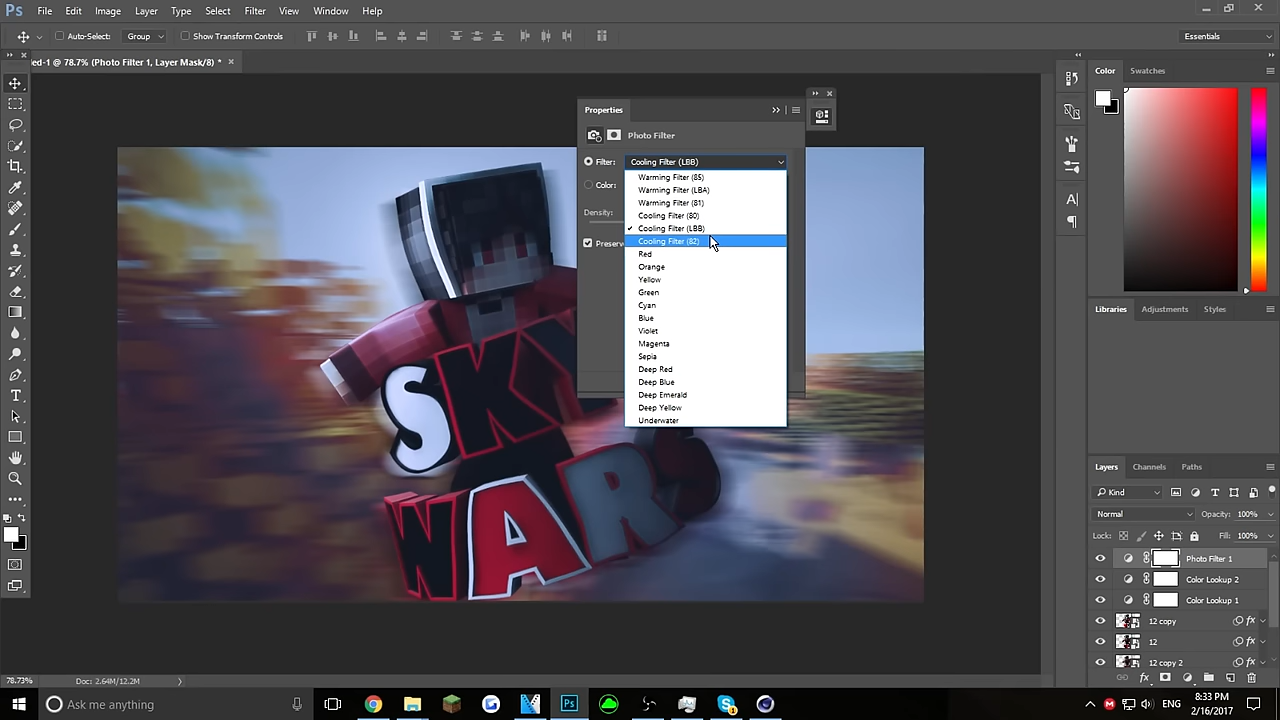 Ps File Edit Image Layer Type Select Filter View Window Help
Auto-Select: Group Show Transform Controls Essentials
ed-1 @ 78.7% (Photo Filter 1, Layer Mask/8) * ×
Color Swatches
Properties
Photo Filter
Filter: Cooling Filter (LBB)
Color:
Density:
Preserv
Warming Filter (85)
Warming Filter (LBA)
Warming Filter (81)
Cooling Filter (80)
Cooling Filter (LBB)
Cooling Filter (82)
Red
Orange
Yellow
Green
Cyan
Blue
Violet
Magenta
Sepia
Deep Red
Deep Blue
Deep Emerald
Deep Yellow
Underwater
SK
WARS
Libraries Adjustments Styles
Layers Channels Paths
Kind
Normal Opacity: 100%
Lock: Fill: 100%
Photo Filter 1
Color Lookup 2
Color Lookup 1
12 copy fx
12 fx
12 copy 2 fx
fx
78.73% Doc: 2.64M/12.2M
Ask me anything
Ps
ENG
8:33 PM
2/16/2017